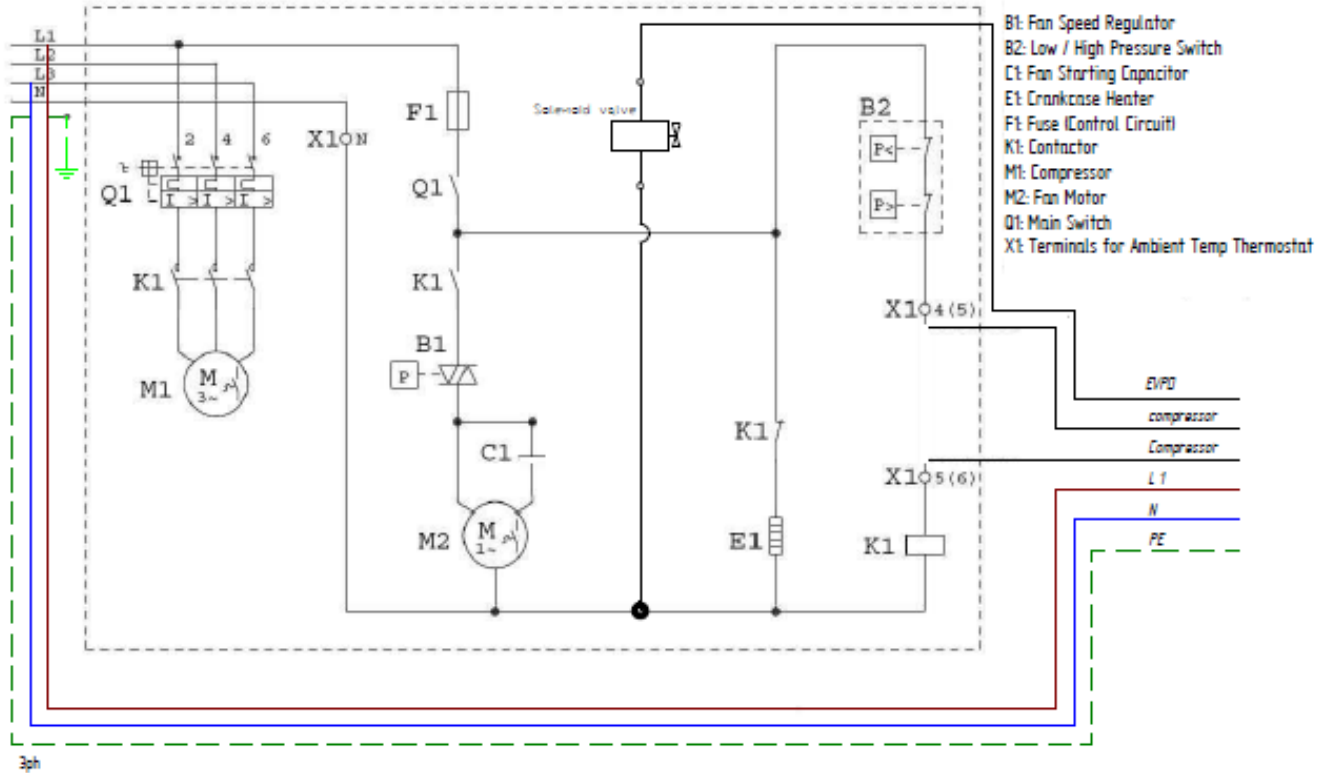 L1
L2
L3
N
2 4 6
Q1
I > I > I >
K1
M1
M
3~
X1 N
F1
Q1
K1
B1
P
C1
M2
M
1~
Solenoid valve
K1
E1
B2
P<
P>
X1 4(5)
X1 5(6)
K1
B1: Fan Speed Regulator
B2: Low / High Pressure Switch
C1: Fan Starting Capacitor
E1: Crankcase Heater
F1: Fuse (Control Circuit)
K1: Contactor
M1: Compressor
M2: Fan Motor
Q1: Main Switch
X1: Terminals for Ambient Temp Thermostat
EVPD
compressor
Compressor
L 1
N
PE
3ph